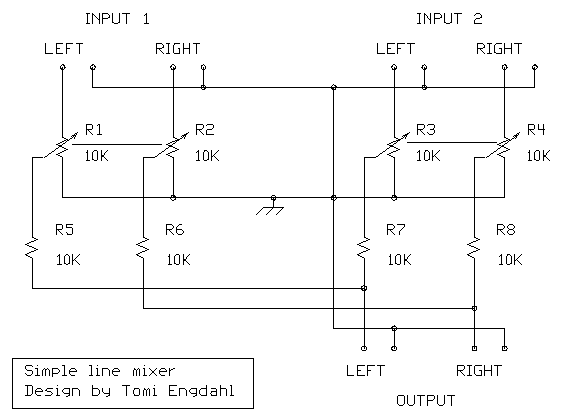 INPUT 1 INPUT 2
LEFT RIGHT LEFT RIGHT
R1 R2 R3 R4
10K 10K 10K 10K
R5 R6 R7 R8
10K 10K 10K 10K
LEFT RIGHT
OUTPUT
Simple line mixer
Design by Tomi Engdahl